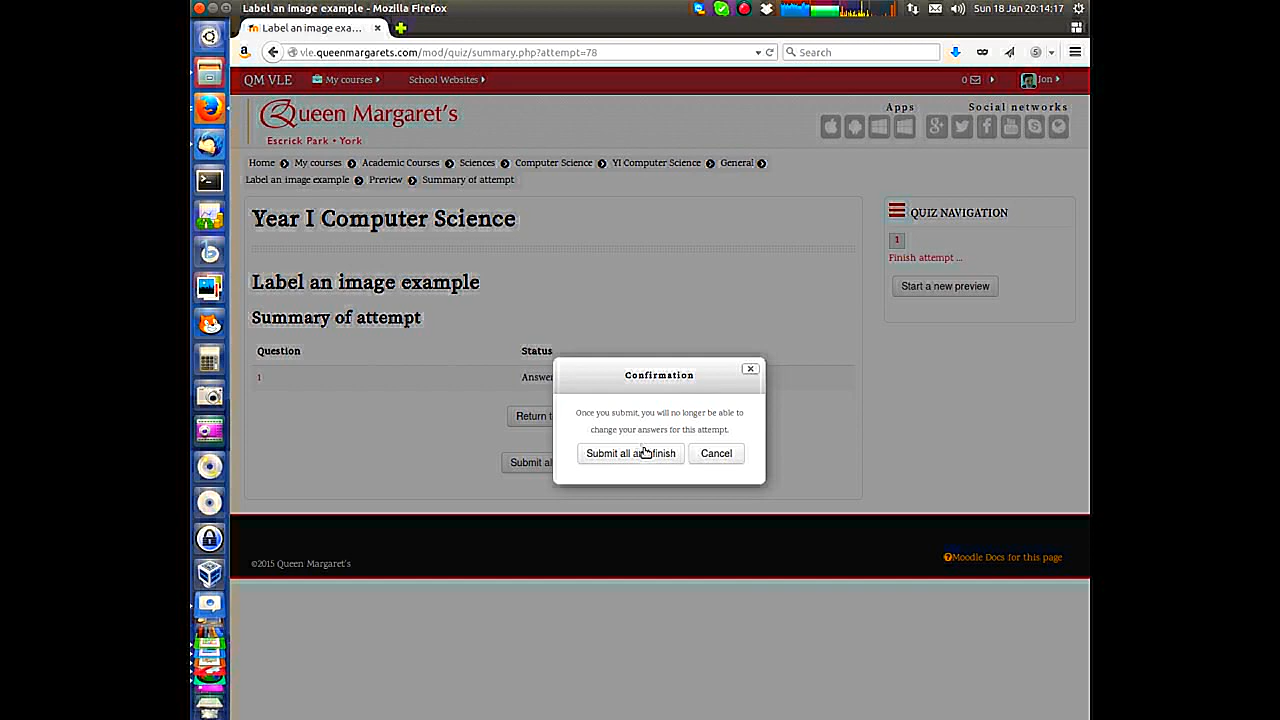 Label an image example - Mozilla Firefox
Sun 18 Jan 20:14:17
Label an image exa...
vle.queenmargarets.com/mod/quiz/summary.php?attempt=78
Search
QM VLE
My courses
School Websites
0
Jon
Queen Margaret's
Escrick Park • York
Apps
Social networks
Home
My courses
Academic Courses
Sciences
Computer Science
YI Computer Science
General
Label an image example
Preview
Summary of attempt
Year I Computer Science
Label an image example
Summary of attempt
Question Status
1 Answe
Return t
Submit al
Confirmation
Once you submit, you will no longer be able to
change your answers for this attempt.
Submit all and finish
Cancel
QUIZ NAVIGATION
1
Finish attempt ...
Start a new preview
©2015 Queen Margaret's
Moodle Docs for this page